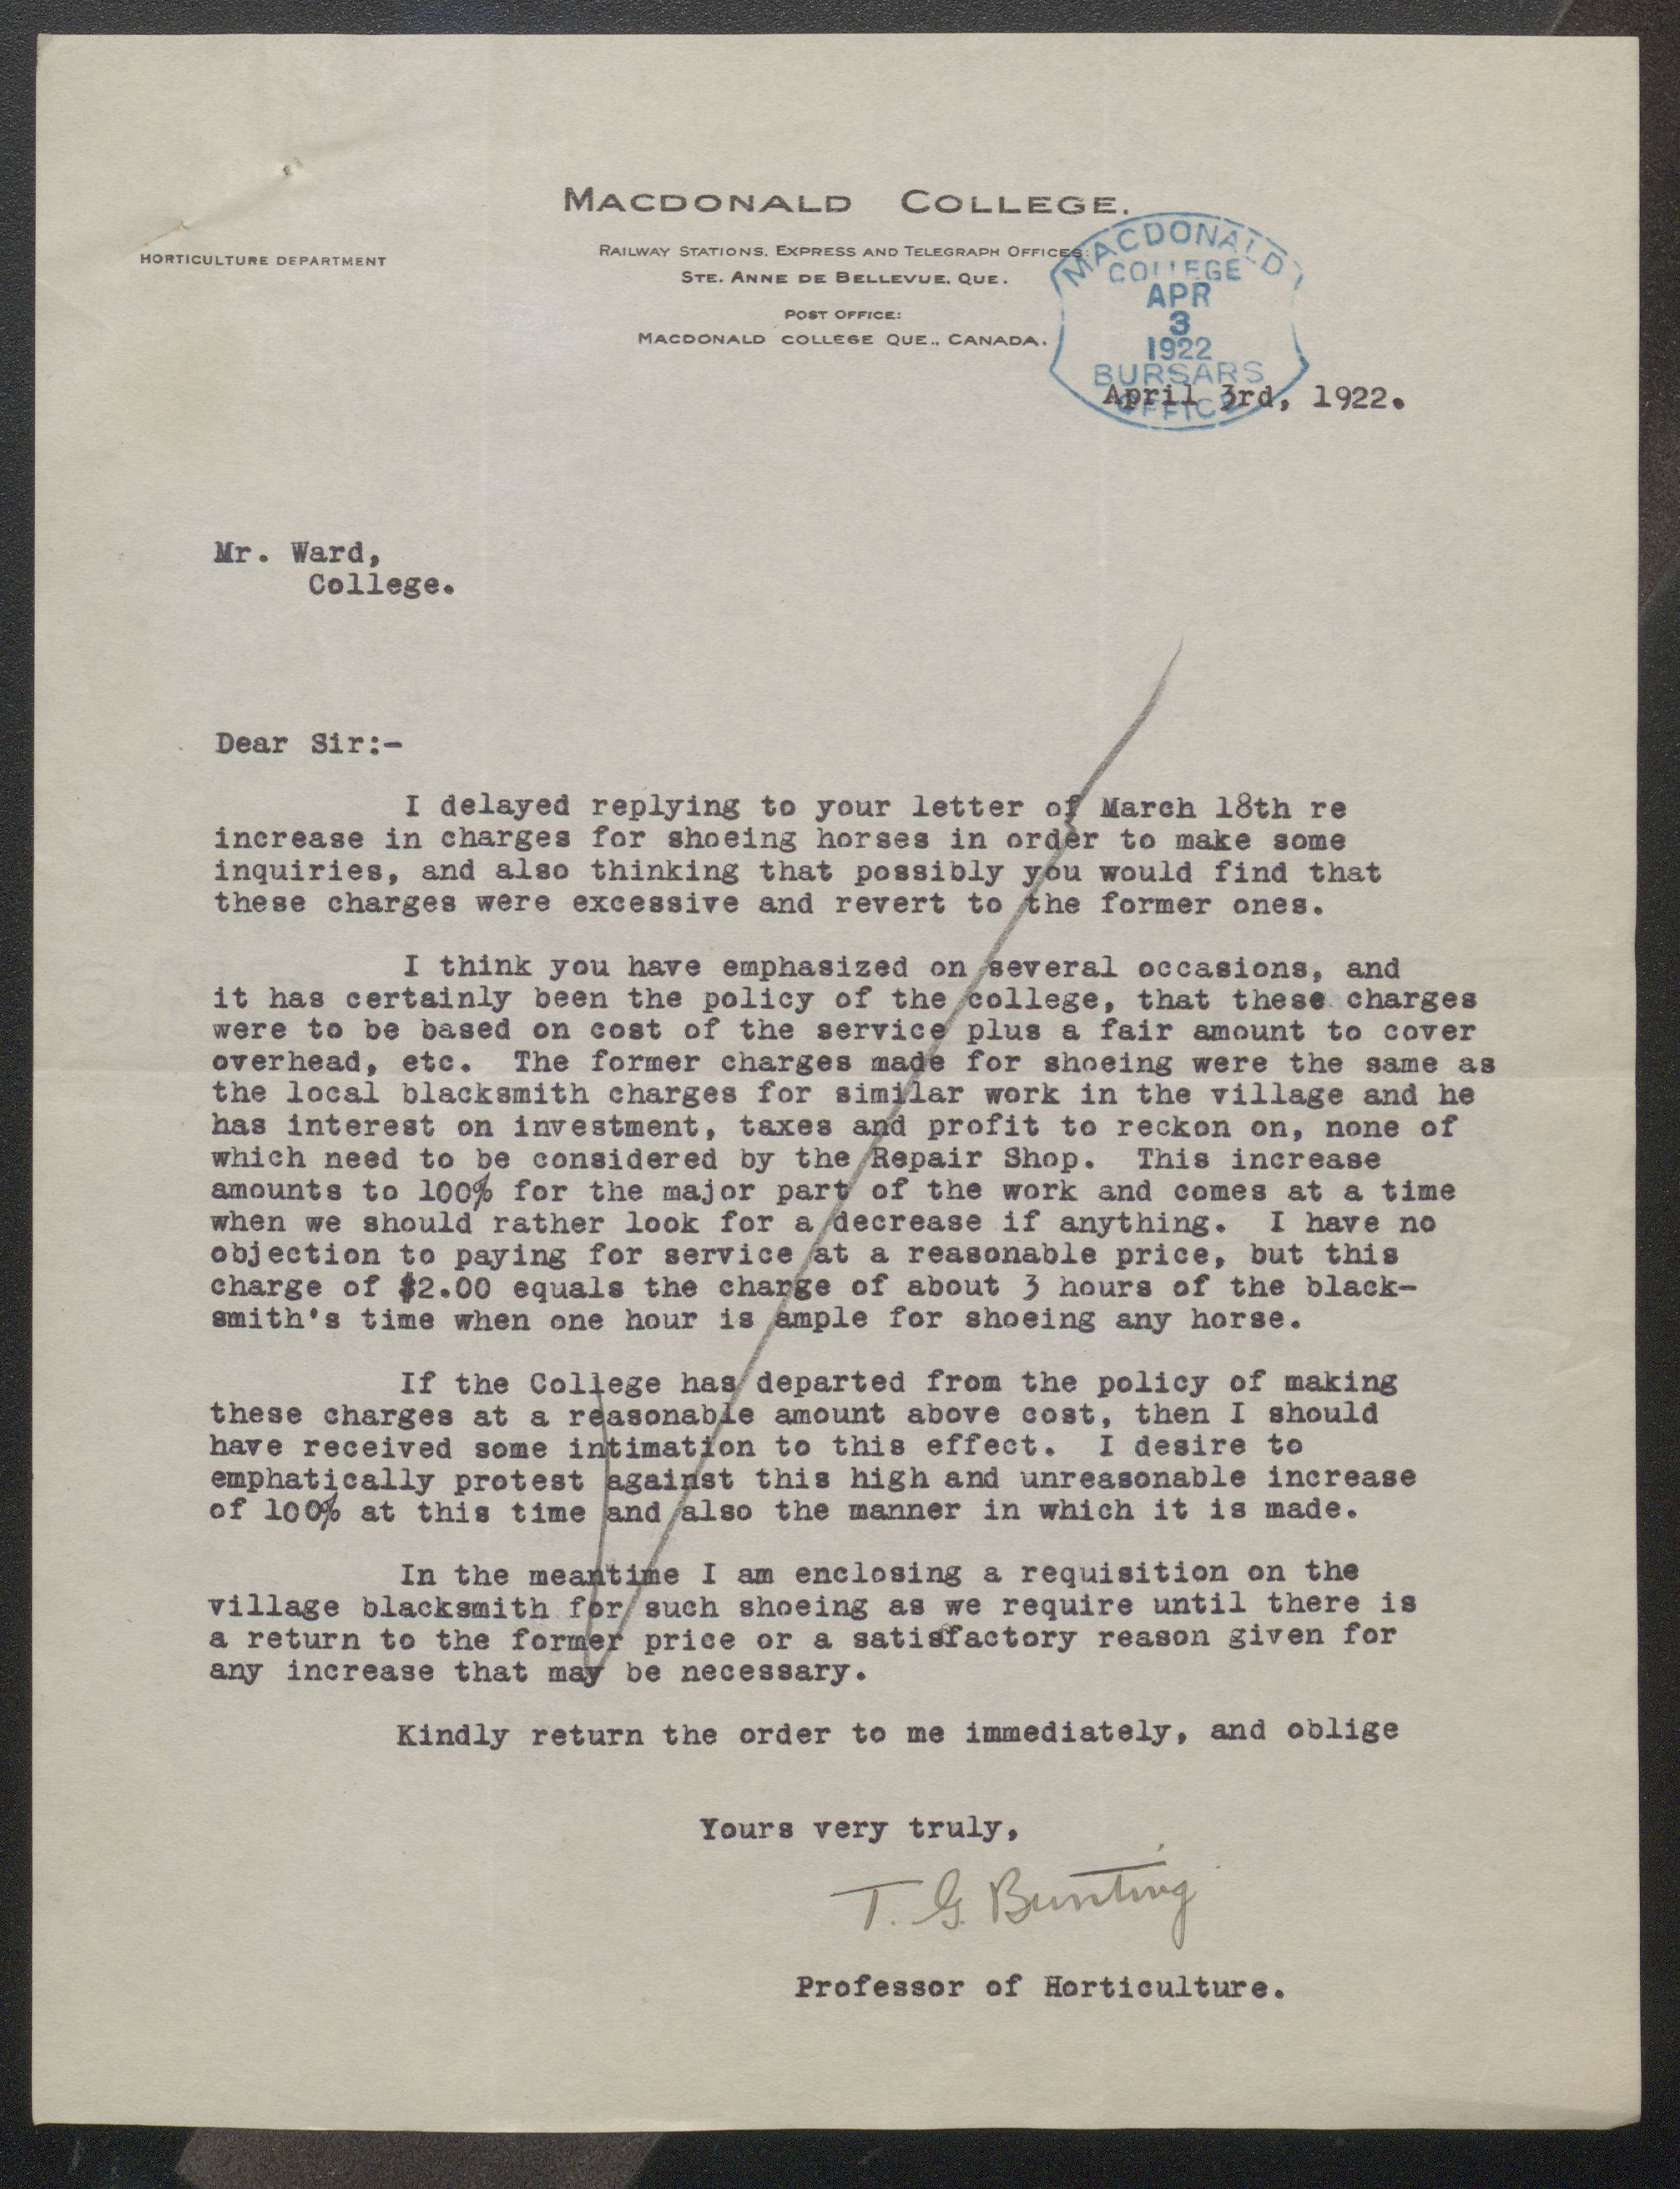 MACDONALD COLLEGE.
HORTICULTURE DEPARTMENT
RAILWAY STATIONS, EXPRESS AND TELEGRAPH OFFICES:
STE. ANNE DE BELLEVUE, QUE.
POST OFFICE:
MACDONALD COLLEGE QUE., CANADA.
MACDONALD
COLLEGE
APR
3
1922
BURSARS
OFFICE
April 3rd, 1922.
Mr. Ward,
College.
Dear Sir:-
I delayed replying to your letter of March 18th re
increase in charges for shoeing horses in order to make some
inquiries, and also thinking that possibly you would find that
these charges were excessive and revert to the former ones.
I think you have emphasized on several occasions, and
it has certainly been the policy of the college, that these charges
were to be based on cost of the service plus a fair amount to cover
overhead, etc. The former charges made for shoeing were the same as
the local blacksmith charges for similar work in the village and he
has interest on investment, taxes and profit to reckon on, none of
which need to be considered by the Repair Shop. This increase
amounts to 100% for the major part of the work and comes at a time
when we should rather look for a decrease if anything. I have no
objection to paying for service at a reasonable price, but this
charge of $2.00 equals the charge of about 3 hours of the black-
smith's time when one hour is ample for shoeing any horse.
If the College has departed from the policy of making
these charges at a reasonable amount above cost, then I should
have received some intimation to this effect. I desire to
emphatically protest against this high and unreasonable increase
of 100% at this time and also the manner in which it is made.
In the meantime I am enclosing a requisition on the
village blacksmith for such shoeing as we require until there is
a return to the former price or a satisfactory reason given for
any increase that may be necessary.
Kindly return the order to me immediately, and oblige
Yours very truly,
T. G. Bunting
Professor of Horticulture.